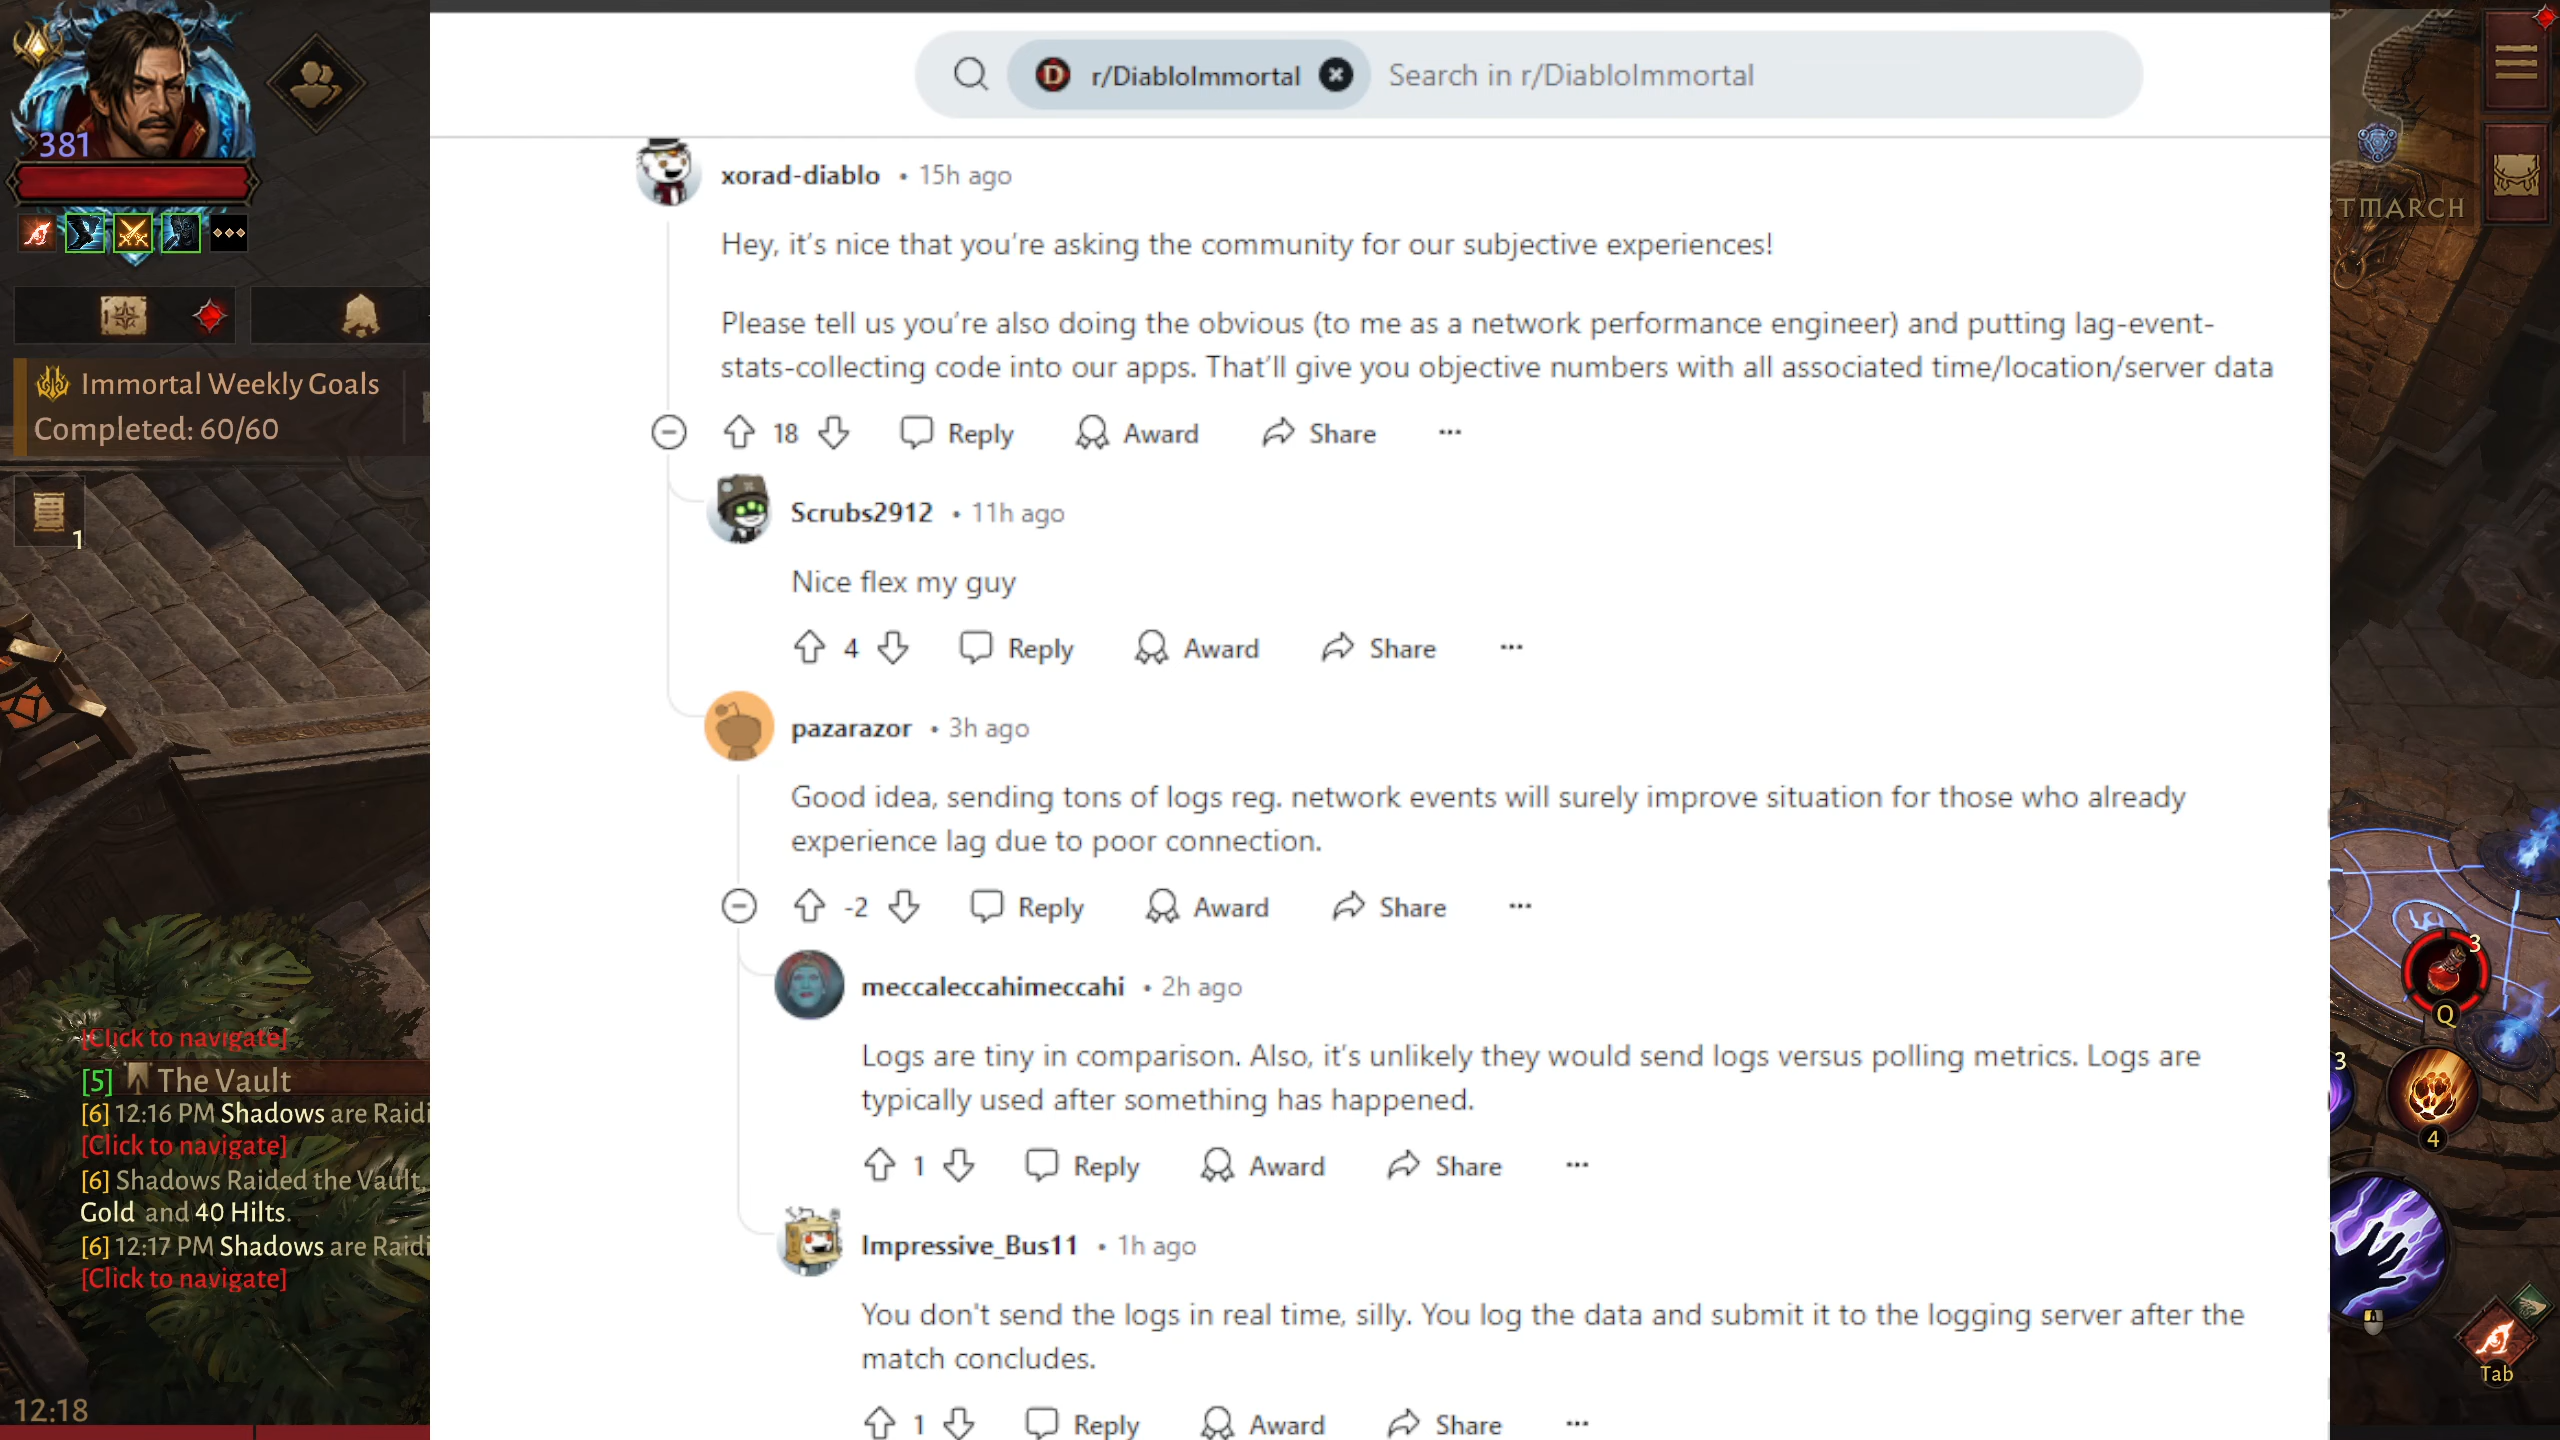 381
Immortal Weekly Goals
Completed: 60/60
1
[Click to navigate]
[5] The Vault
[6] 12:16 PM Shadows are Raidi
[Click to navigate]
[6] Shadows Raided the Vault,
Gold and 40 Hilts.
[6] 12:17 PM Shadows are Raidi
[Click to navigate]
12:18
r/DiabloImmortal Search in r/DiabloImmortal
xorad-diablo • 15h ago
Hey, it's nice that you're asking the community for our subjective experiences!
Please tell us you're also doing the obvious (to me as a network performance engineer) and putting lag-event-
stats-collecting code into our apps. That'll give you objective numbers with all associated time/location/server data
18 Reply Award Share ...
Scrubs2912 • 11h ago
Nice flex my guy
4 Reply Award Share ...
pazarazor • 3h ago
Good idea, sending tons of logs reg. network events will surely improve situation for those who already
experience lag due to poor connection.
-2 Reply Award Share ...
meccaleccahimeccahi • 2h ago
Logs are tiny in comparison. Also, it's unlikely they would send logs versus polling metrics. Logs are
typically used after something has happened.
1 Reply Award Share ...
Impressive_Bus11 • 1h ago
You don't send the logs in real time, silly. You log the data and submit it to the logging server after the
match concludes.
1 Reply Award Share ...
STMARCH
3
Q
3
4
Tab